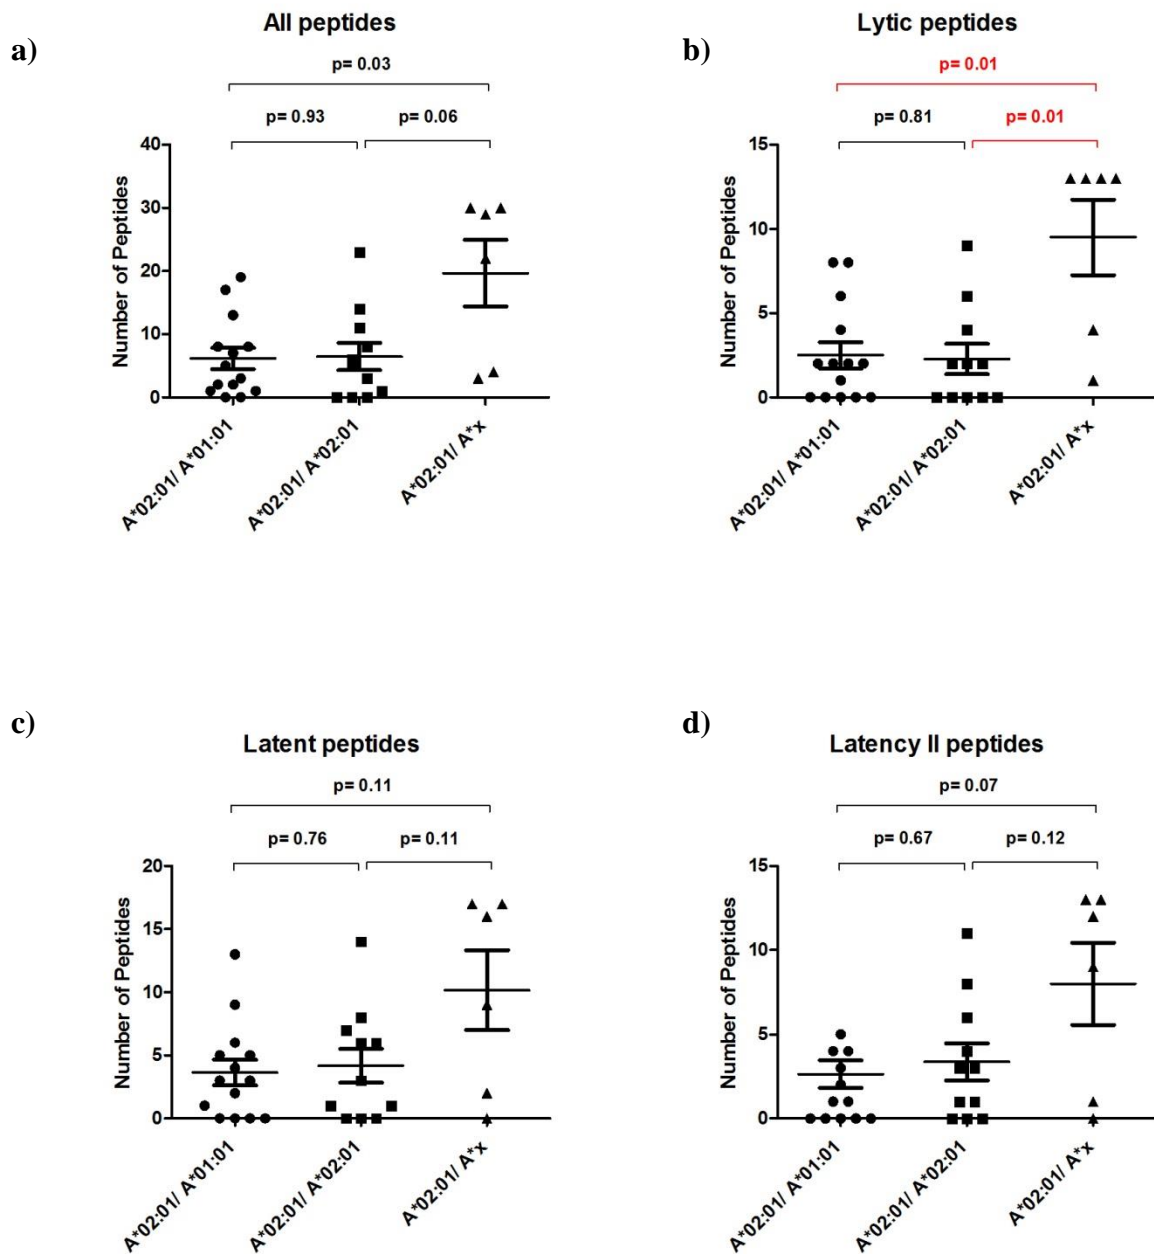 a)
All peptides
p= 0.03
p= 0.93
p= 0.06
Number of Peptides
40
30
20
10
0
A*02:01/ A*01:01
A*02:01/ A*02:01
A*02:01/ A*x
b)
Lytic peptides
p= 0.01
p= 0.81
p= 0.01
Number of Peptides
15
10
5
0
A*02:01/ A*01:01
A*02:01/ A*02:01
A*02:01/ A*x
c)
Latent peptides
p= 0.11
p= 0.76
p= 0.11
Number of Peptides
20
15
10
5
0
A*02:01/ A*01:01
A*02:01/ A*02:01
A*02:01/ A*x
d)
Latency II peptides
p= 0.07
p= 0.67
p= 0.12
Number of Peptides
15
10
5
0
A*02:01/ A*01:01
A*02:01/ A*02:01
A*02:01/ A*x